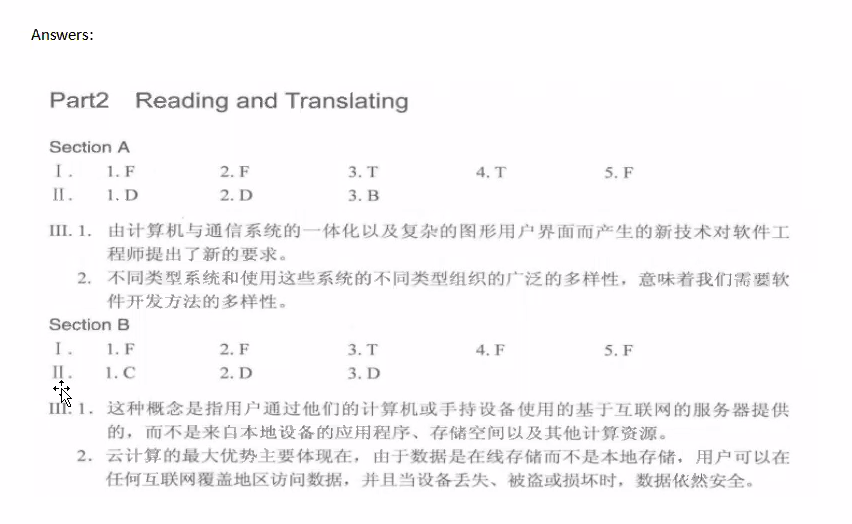 Answers:
Part2 Reading and Translating
Section A
Ⅰ. 1. F 2. F 3. T 4. T 5. F
Ⅱ. 1. D 2. D 3. B
Ⅲ. 1. 由计算机与通信系统的一体化以及复杂的图形用户界面而产生的新技术对软件工
程师提出了新的要求。
2. 不同类型系统和使用这些系统的不同类型组织的广泛的多样性，意味着我们需要软
件开发方法的多样性。
Section B
Ⅰ. 1. F 2. F 3. T 4. F 5. F
Ⅱ. 1. C 2. D 3. D
Ⅲ. 1. 这种概念是指用户通过他们的计算机或手持设备使用的基于互联网的服务器提供
的，而不是来自本地设备的应用程序、存储空间以及其他计算资源。
2. 云计算的最大优势主要体现在，由于数据是在线存储而不是本地存储，用户可以在
任何互联网覆盖地区访问数据，并且当设备丢失、被盗或损坏时，数据依然安全。